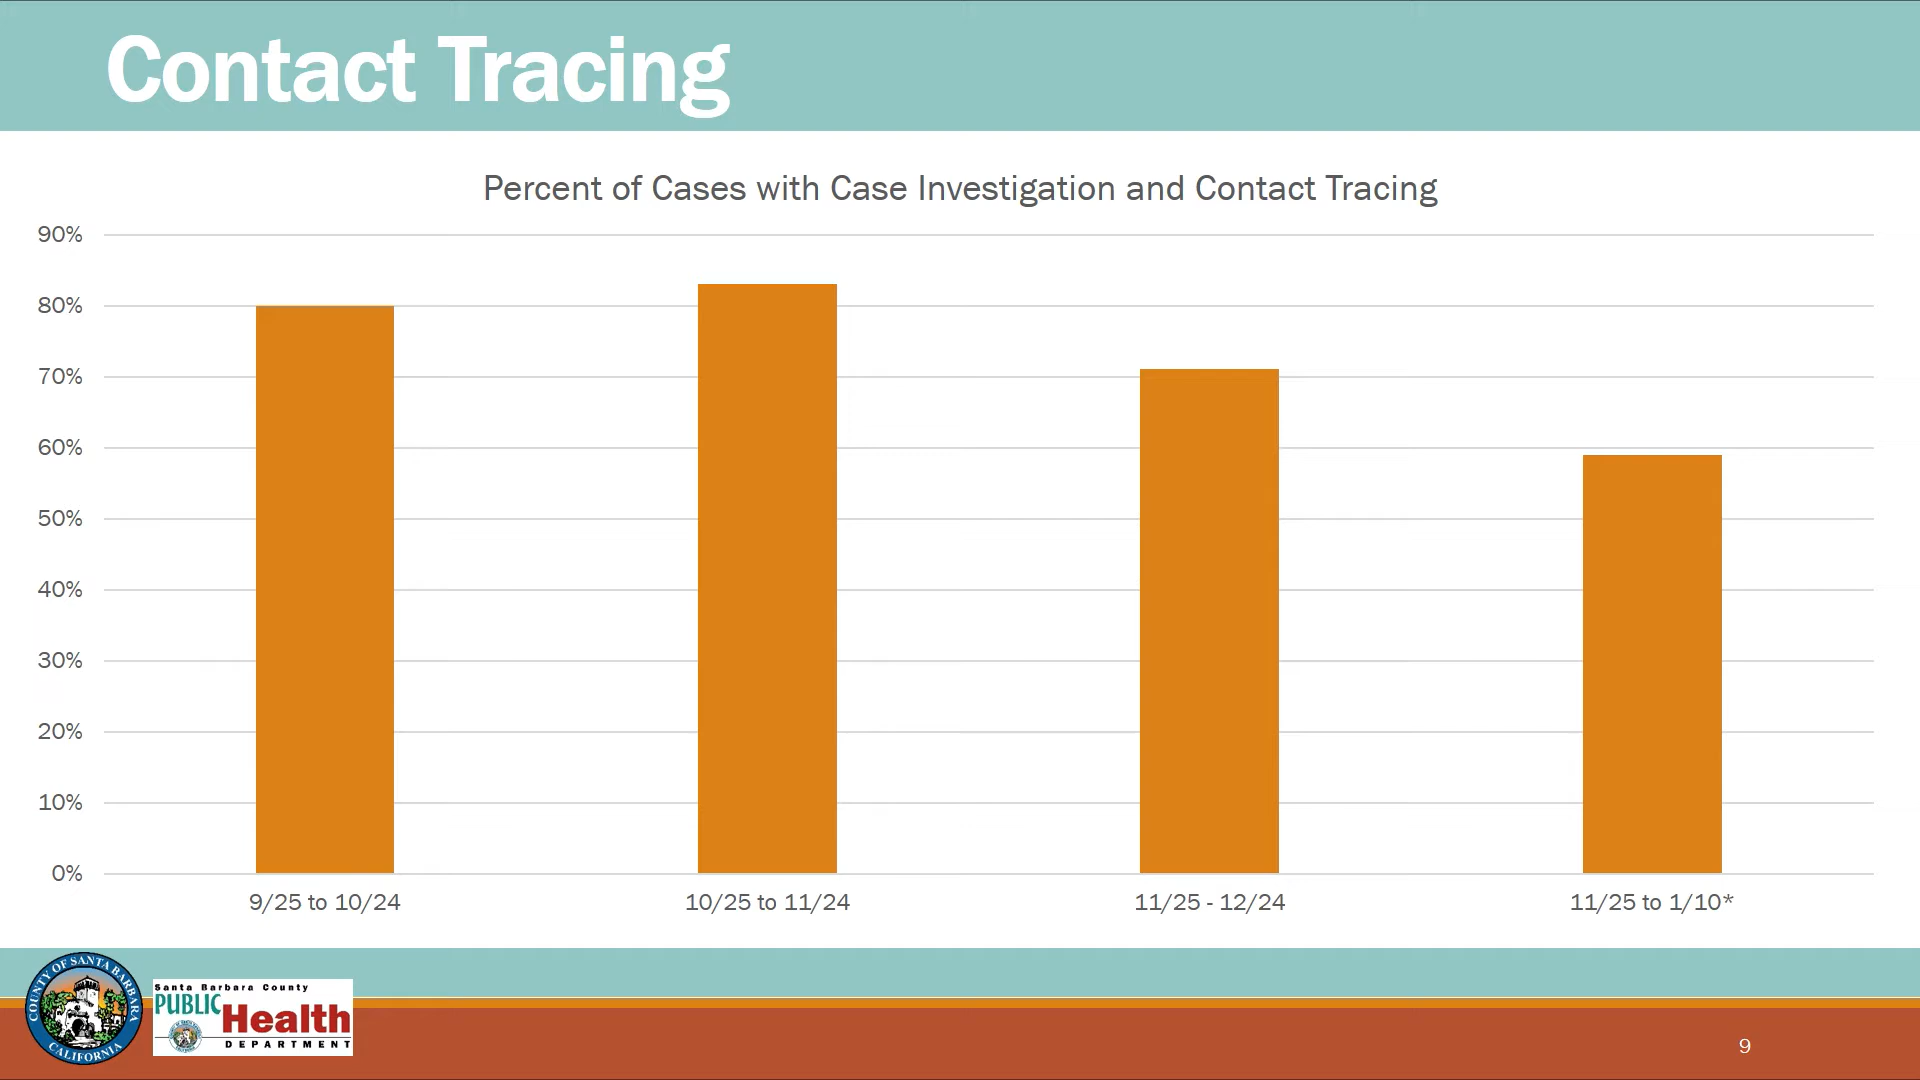 Contact Tracing
Percent of Cases with Case Investigation and Contact Tracing
90%
80%
70%
60%
50%
40%
30%
20%
10%
0%
9/25 to 10/24
10/25 to 11/24
11/25 - 12/24
11/25 to 1/10*
COUNTY OF SANTA BARBARA
CALIFORNIA
Santa Barbara County
PUBLIC
Health
DEPARTMENT
9